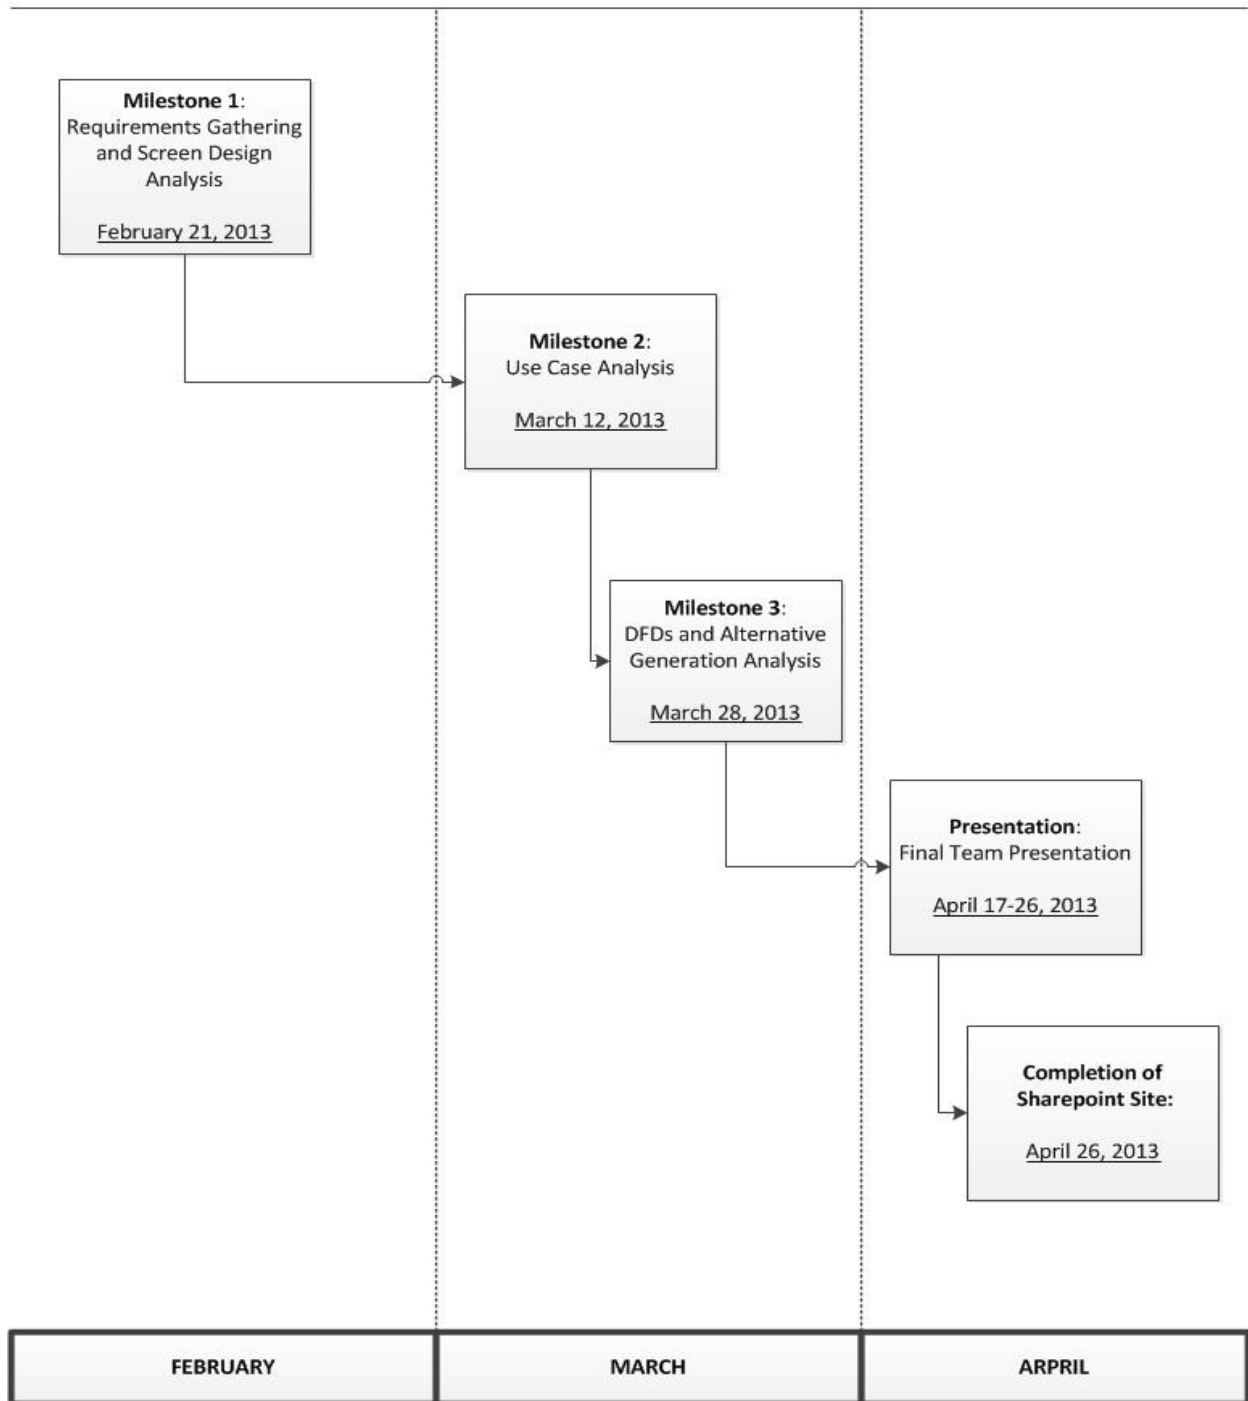 Milestone 1:
Requirements Gathering
and Screen Design
Analysis
February 21, 2013
Milestone 2:
Use Case Analysis
March 12, 2013
Milestone 3:
DFDs and Alternative
Generation Analysis
March 28, 2013
Presentation:
Final Team Presentation
April 17-26, 2013
Completion of
Sharepoint Site:
April 26, 2013
FEBRUARY
MARCH
ARPRIL